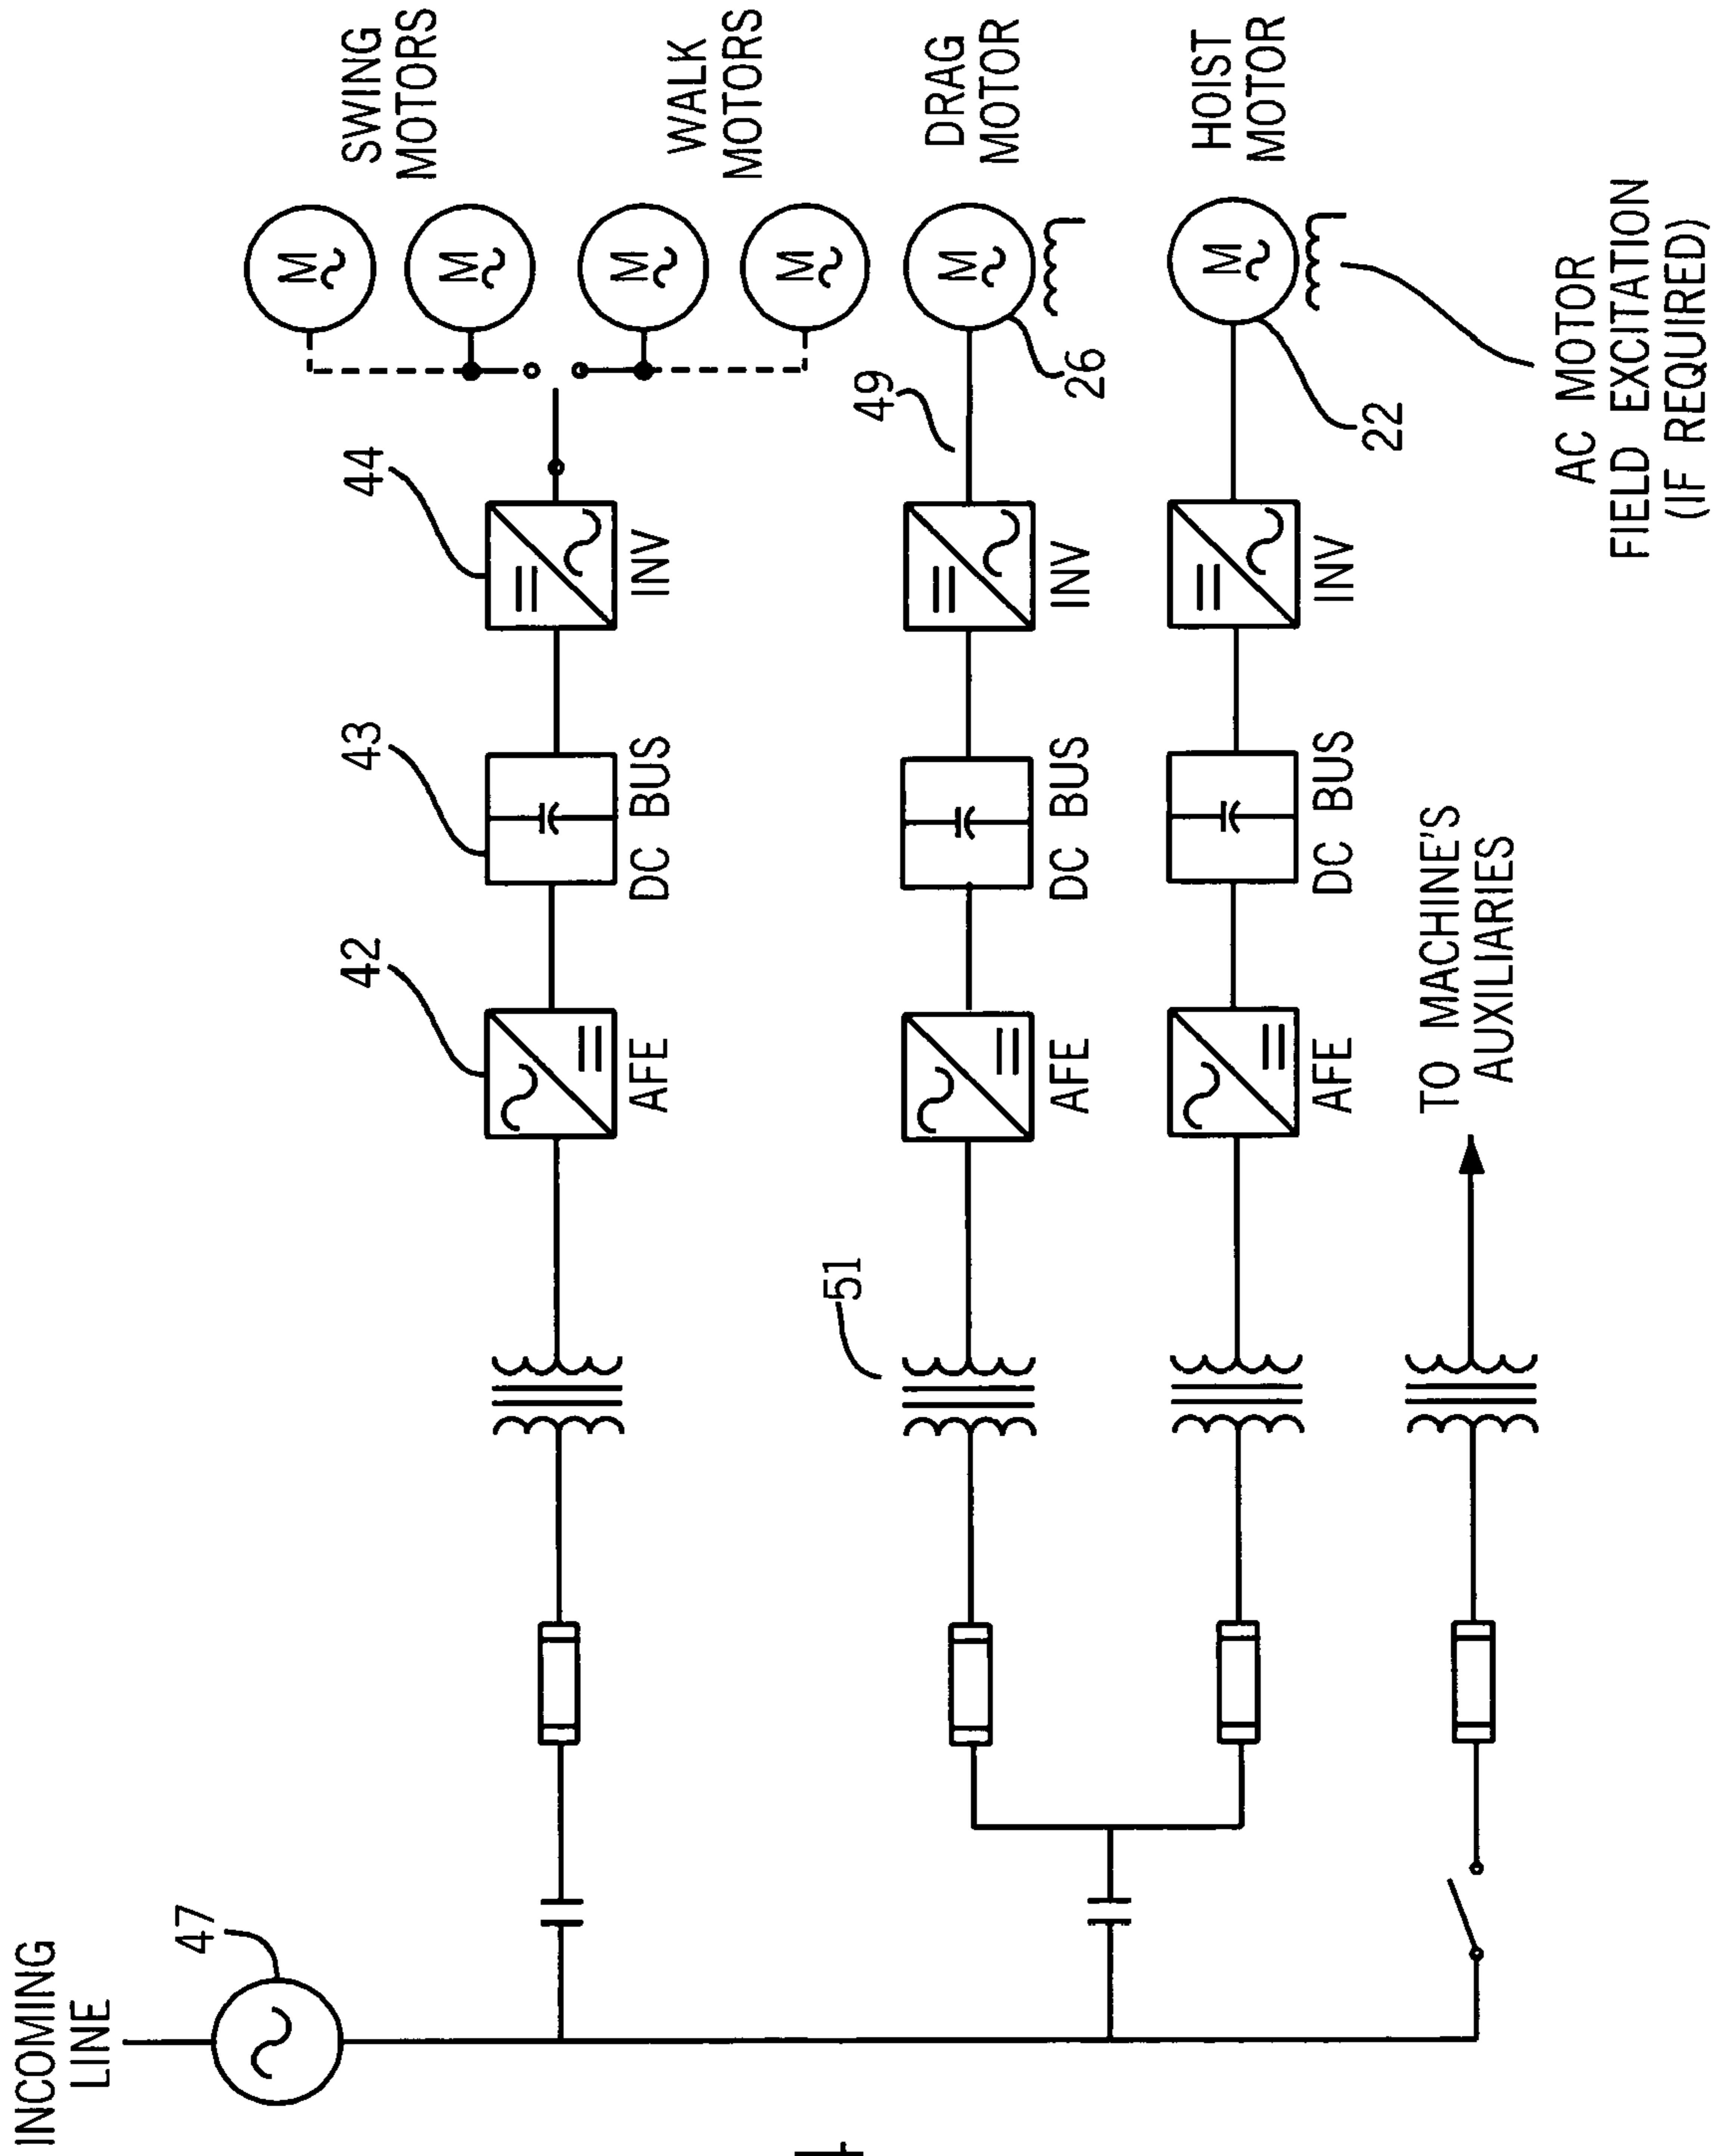 INCOMING
LINE
47
42
43
44
AFE
DC BUS
INV
M
M
M
M
SWING
MOTORS
WALK
MOTORS
51
AFE
DC BUS
INV
49
M
26
DRAG
MOTOR
AFE
DC BUS
INV
M
22
HOIST
MOTOR
TO MACHINE'S
AUXILIARIES
AC MOTOR
FIELD EXCITATION
(IF REQUIRED)